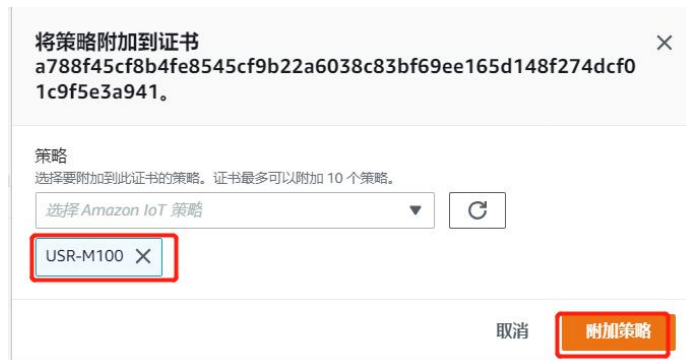 将策略附加到证书
a788f45cf8b4fe8545cf9b22a6038c83bf69ee165d148f274dcf0
1c9f5e3a941。
策略
选择要附加到此证书的策略。证书最多可以附加 10 个策略。
选择 Amazon IoT 策略
USR-M100
取消 附加策略